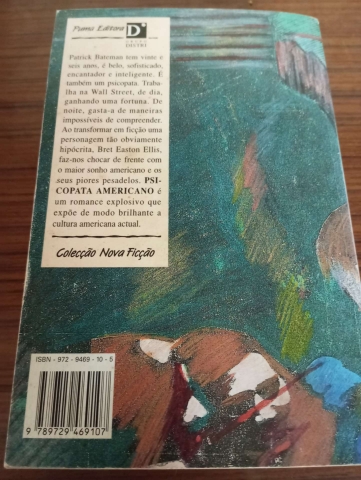 Puma Editora
Patrick Bateman tem vinte e
seis anos, é belo, sofisticado,
encantador e inteligente. É
também um psicopata. Traba-
lha na Wall Street, de dia,
ganhando uma fortuna. De
noite, gasta-a de maneiras
impossíveis de compreender.
Ao transformar em ficção uma
personagem tão obviamente
hipócrita, Bret Easton Ellis,
faz-nos chocar de frente com
o maior sonho americano e os
seus piores pesadelos. PSI-
COPATA AMERICANO é
um romance explosivo que
expõe de modo brilhante a
cultura americana actual.
Colecção Nova Ficção
ISBN - 972 - 9469 - 10 - 5
9 789729 469107